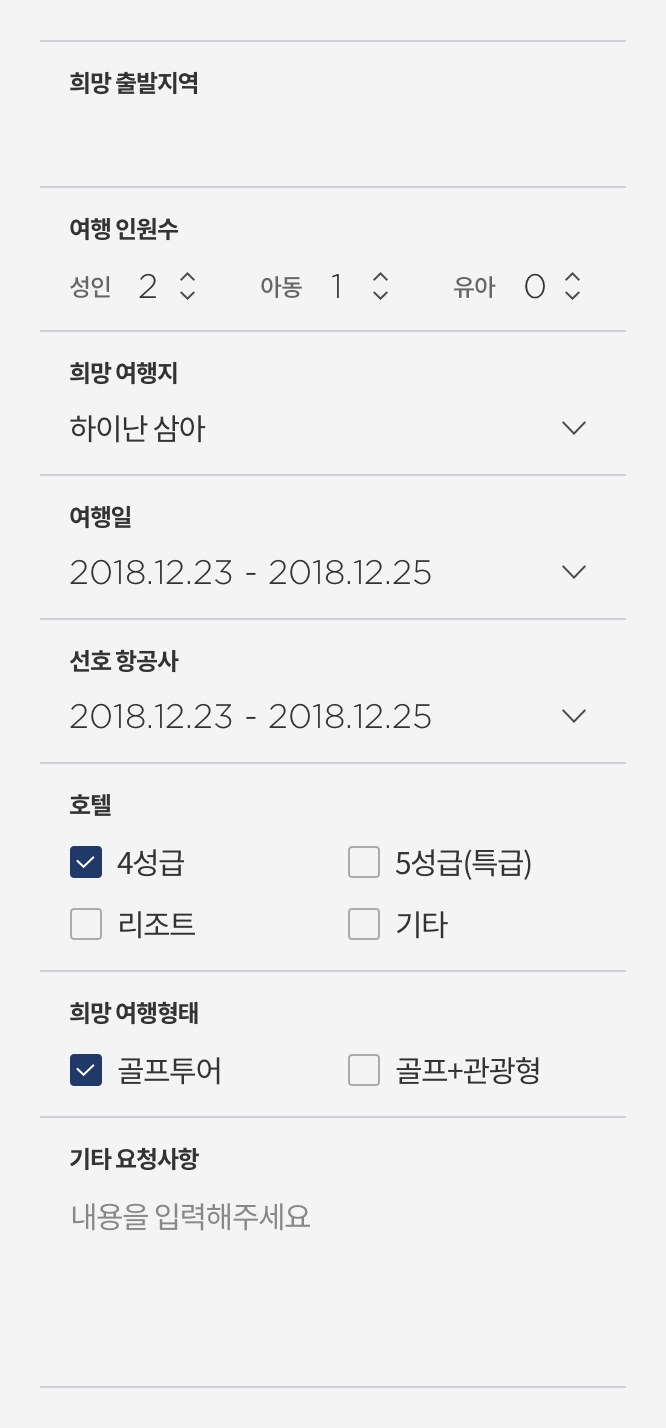 희망 출발지역
여행 인원수
성인 2 아동 1 유아 0
희망 여행지
하이난 삼아
여행일
2018.12.23 - 2018.12.25
선호 항공사
2018.12.23 - 2018.12.25
호텔
4성급 5성급(특급)
리조트 기타
희망 여행형태
골프투어 골프+관광형
기타 요청사항
내용을 입력해주세요